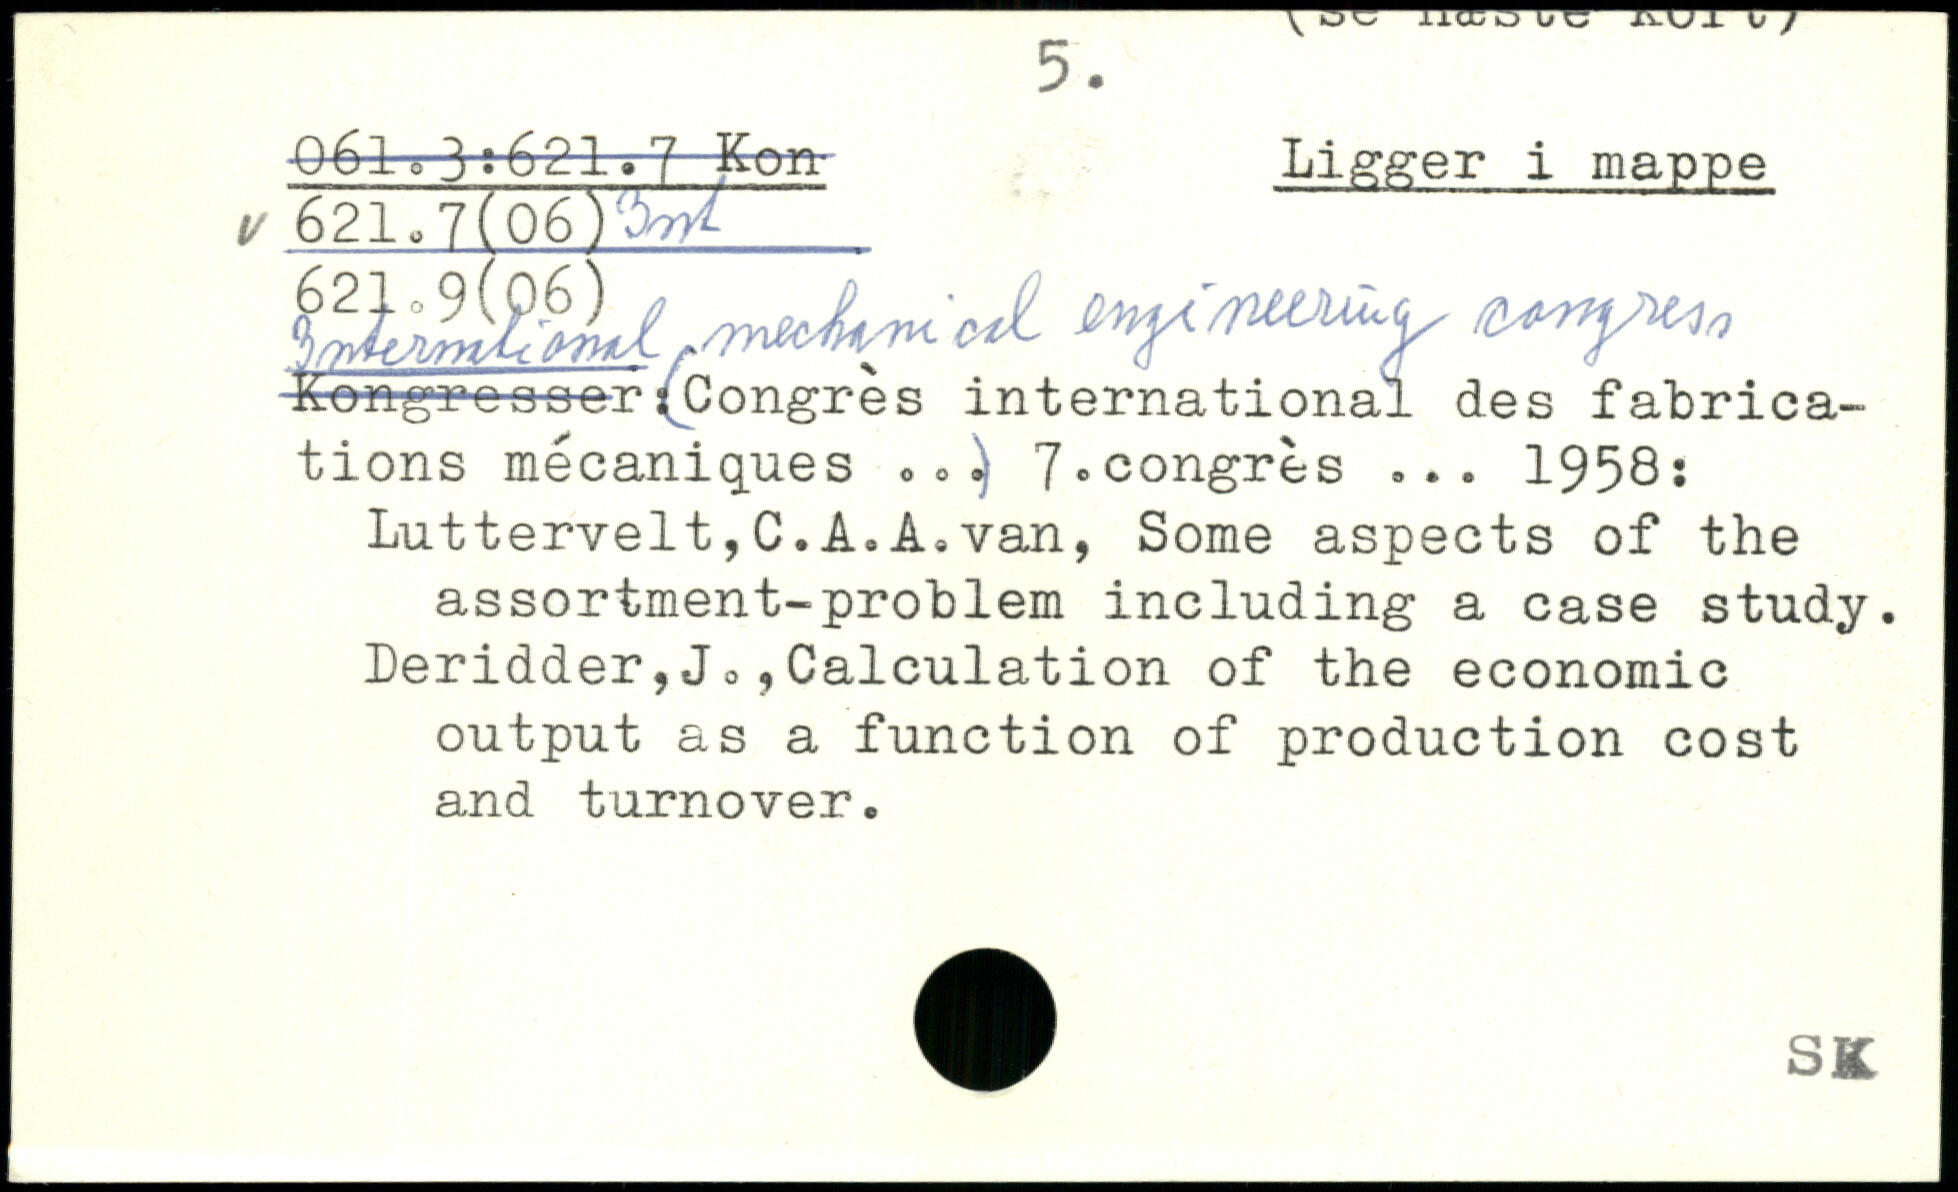 (se næste kort)
5.
061.3:621.7 Kon
Ligger i mappe
v 621.7(06) Int
621.9(06)
International mechanical engineering congress
Kongresser:(Congrès international des fabrica-
tions mécaniques ...) 7.congrès ... 1958:
Luttervelt,C.A.A.van, Some aspects of the
assortment-problem including a case study.
Deridder,J.,Calculation of the economic
output as a function of production cost
and turnover.
SK